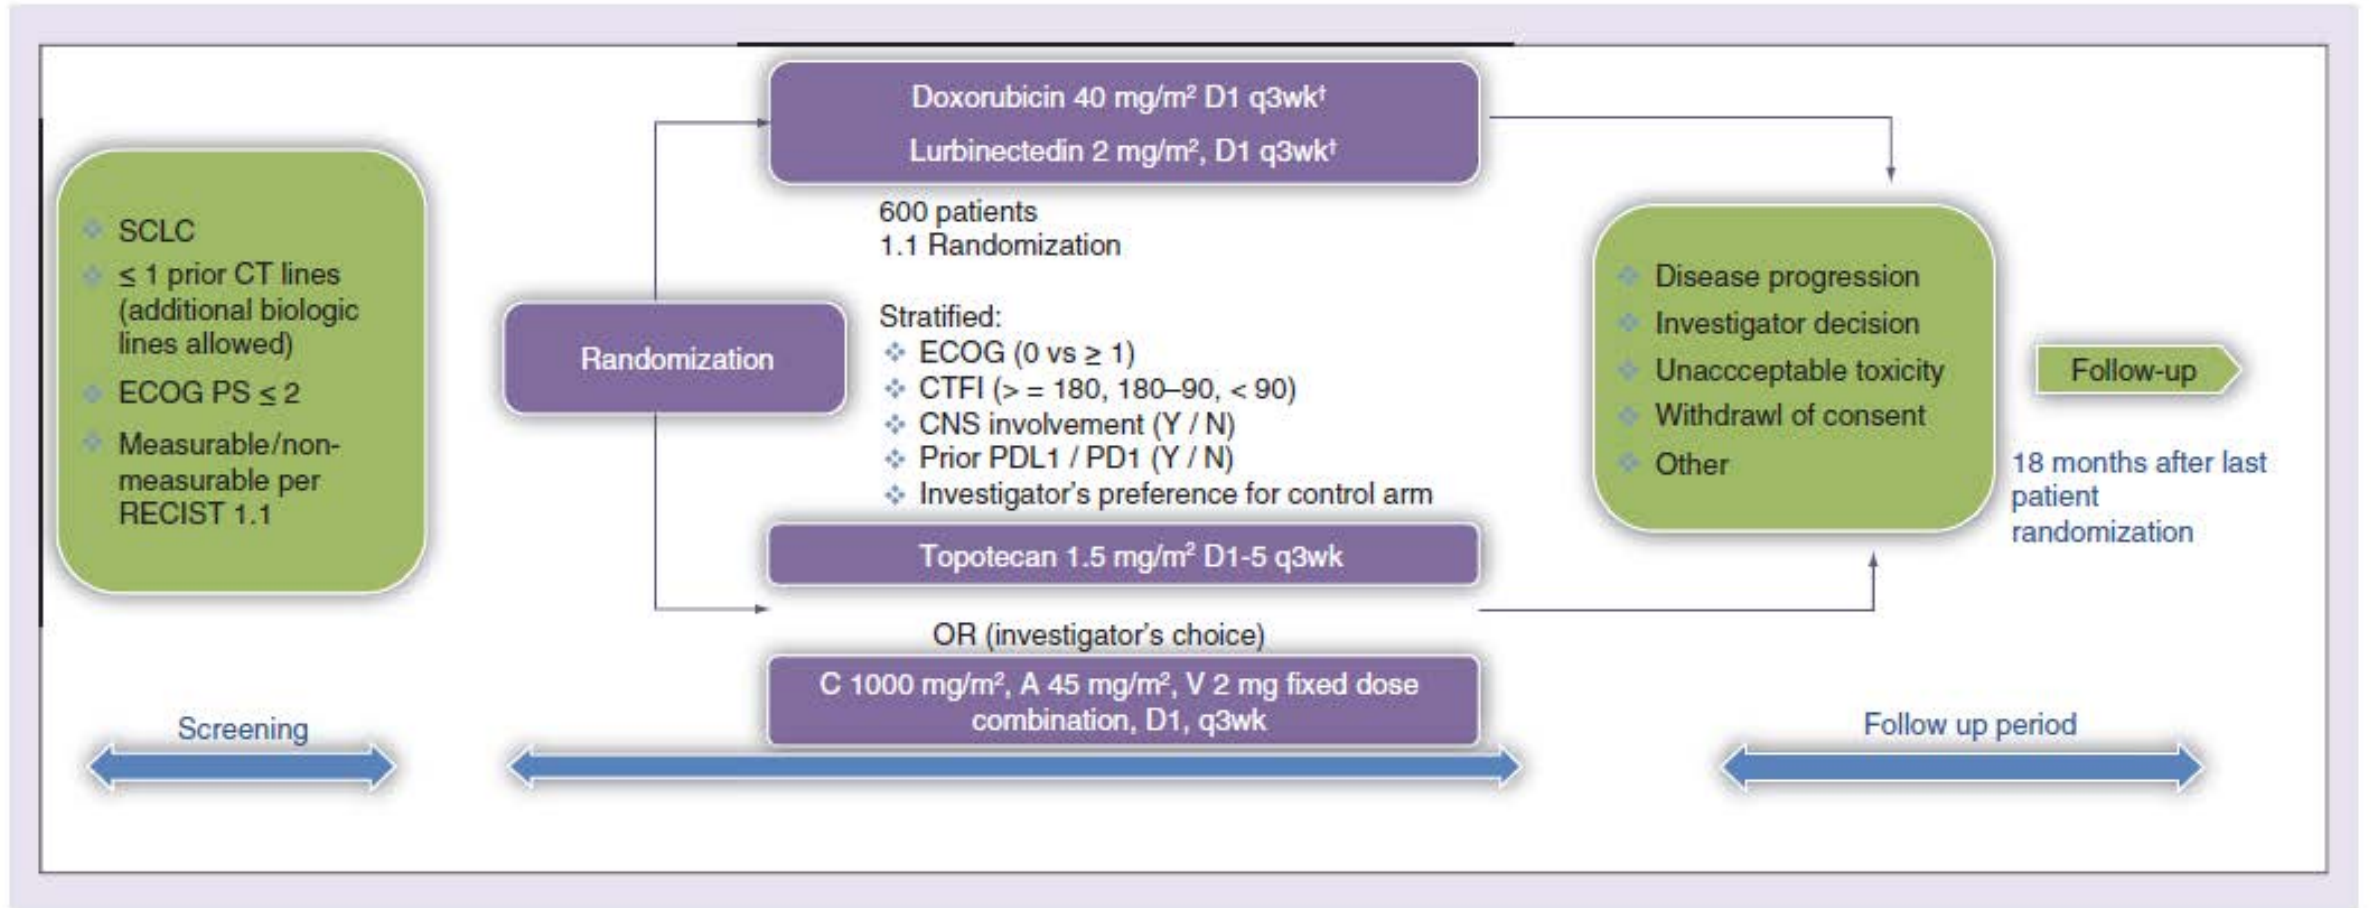 SCLC
≤ 1 prior CT lines
(additional biologic
lines allowed)
ECOG PS ≤ 2
Measurable/non-
measurable per
RECIST 1.1
Screening
Randomization
Doxorubicin 40 mg/m² D1 q3wk†
Lurbinectedin 2 mg/m², D1 q3wk†
600 patients
1.1 Randomization
Stratified:
ECOG (0 vs ≥ 1)
CTFI (> = 180, 180–90, < 90)
CNS involvement (Y / N)
Prior PDL1 / PD1 (Y / N)
Investigator's preference for control arm
Topotecan 1.5 mg/m² D1-5 q3wk
OR (investigator's choice)
C 1000 mg/m², A 45 mg/m², V 2 mg fixed dose
combination, D1, q3wk
Disease progression
Investigator decision
Unaccceptable toxicity
Withdrawl of consent
Other
Follow-up
18 months after last
patient
randomization
Follow up period